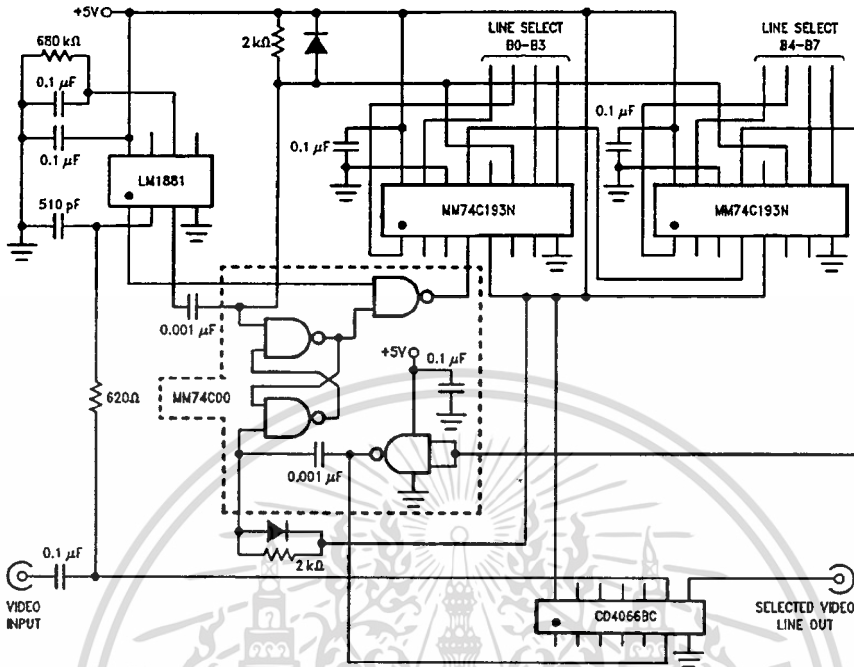 +5V
680 kΩ
0.1 μF
0.1 μF
510 pF
LM1881
2 kΩ
LINE SELECT
B0-B3
0.1 μF
MM74C193N
LINE SELECT
B4-B7
0.1 μF
MM74C193N
0.001 μF
620Ω
MM74C00
+5V
0.1 μF
0.001 μF
2 kΩ
0.1 μF
VIDEO
INPUT
CD4066BC
SELECTED VIDEO
LINE OUT